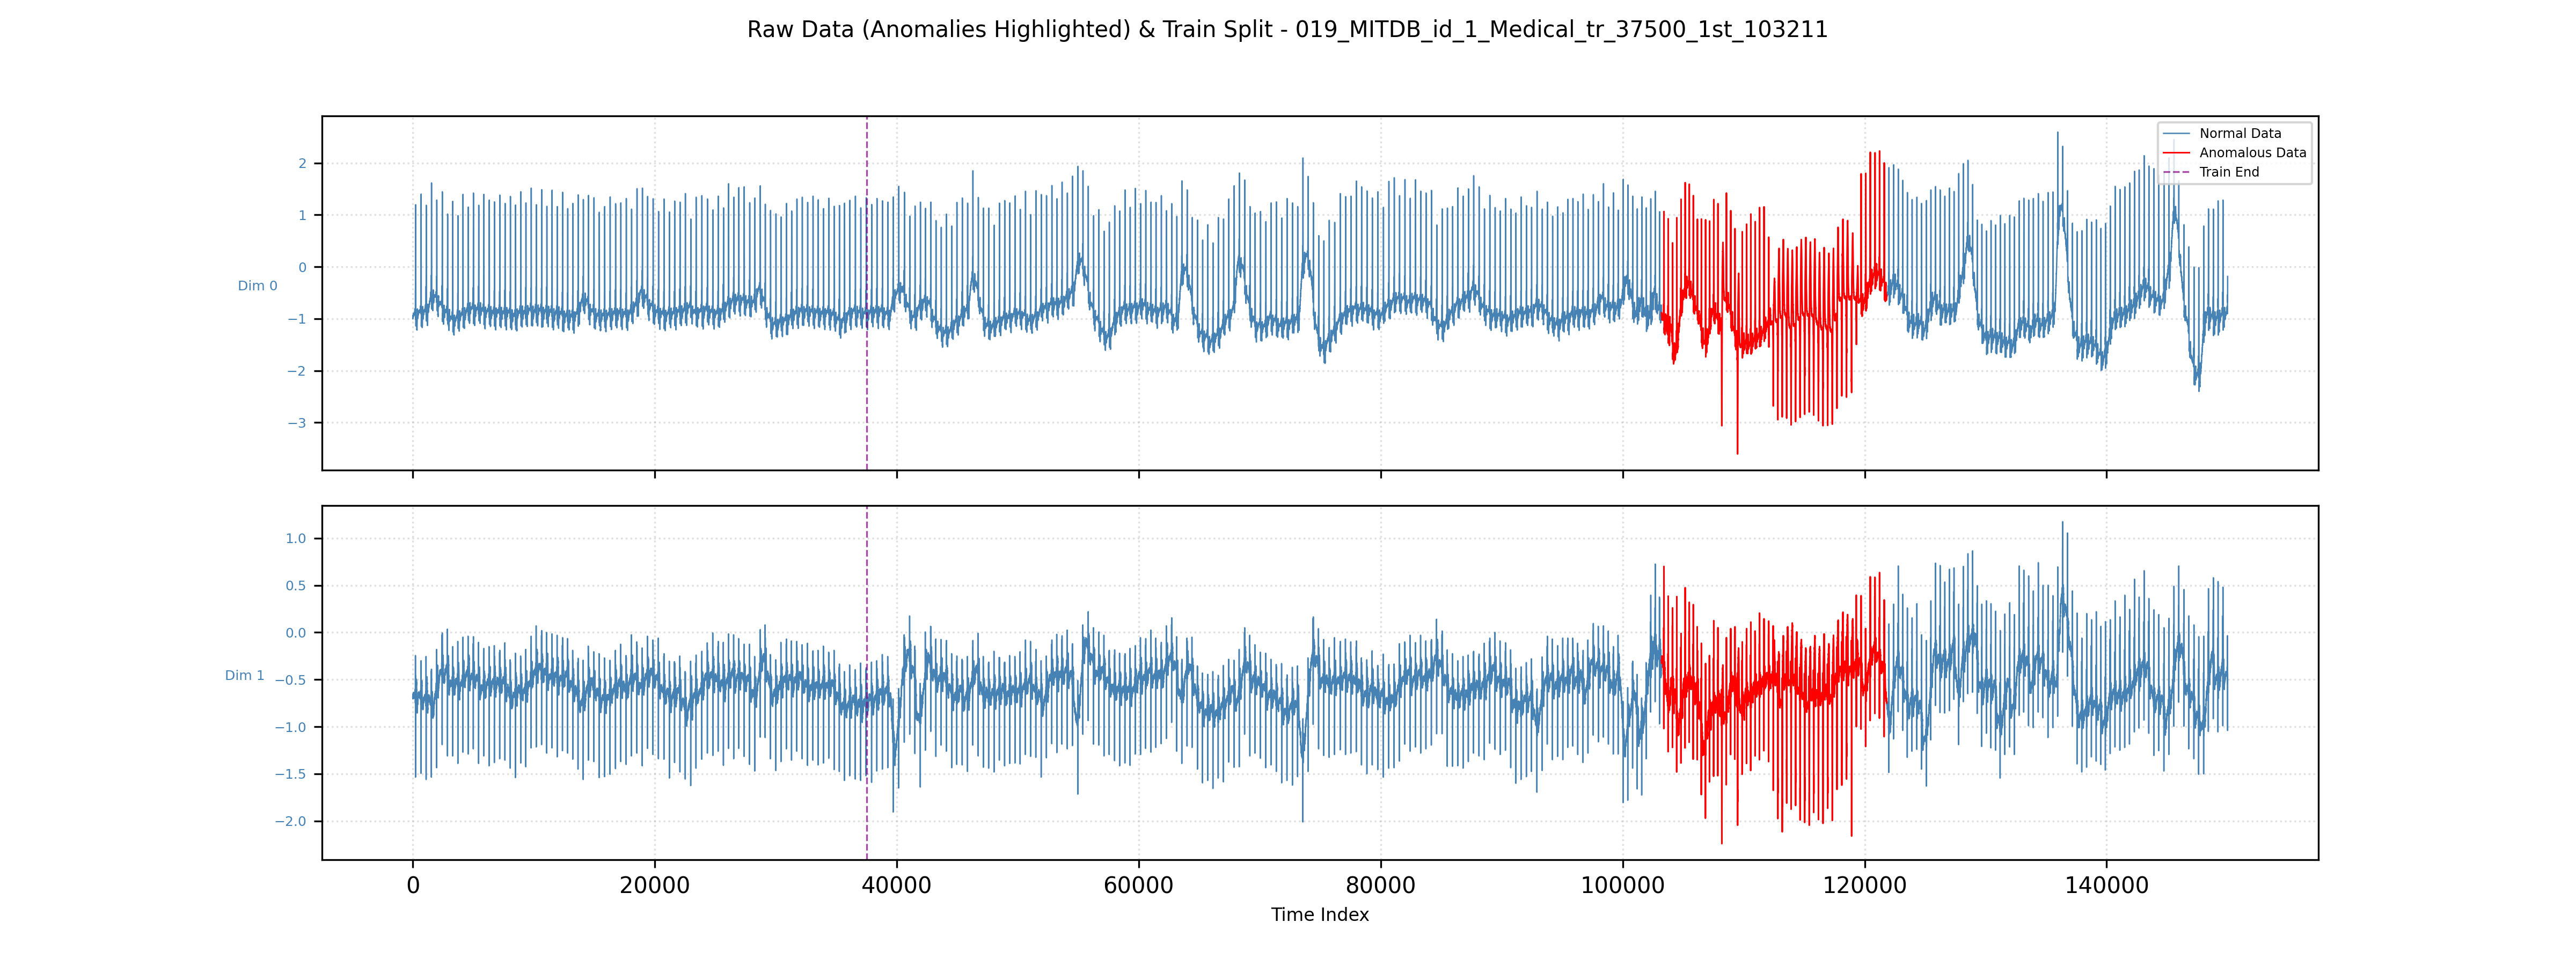 Raw Data (Anomalies Highlighted) & Train Split - 019_MITDB_id_1_Medical_tr_37500_1st_103211
Normal Data
Anomalous Data
Train End
2
1
0
−1
−2
−3
Dim 0
1.0
0.5
0.0
−0.5
−1.0
−1.5
−2.0
Dim 1
0 20000 40000 60000 80000 100000 120000 140000
Time Index